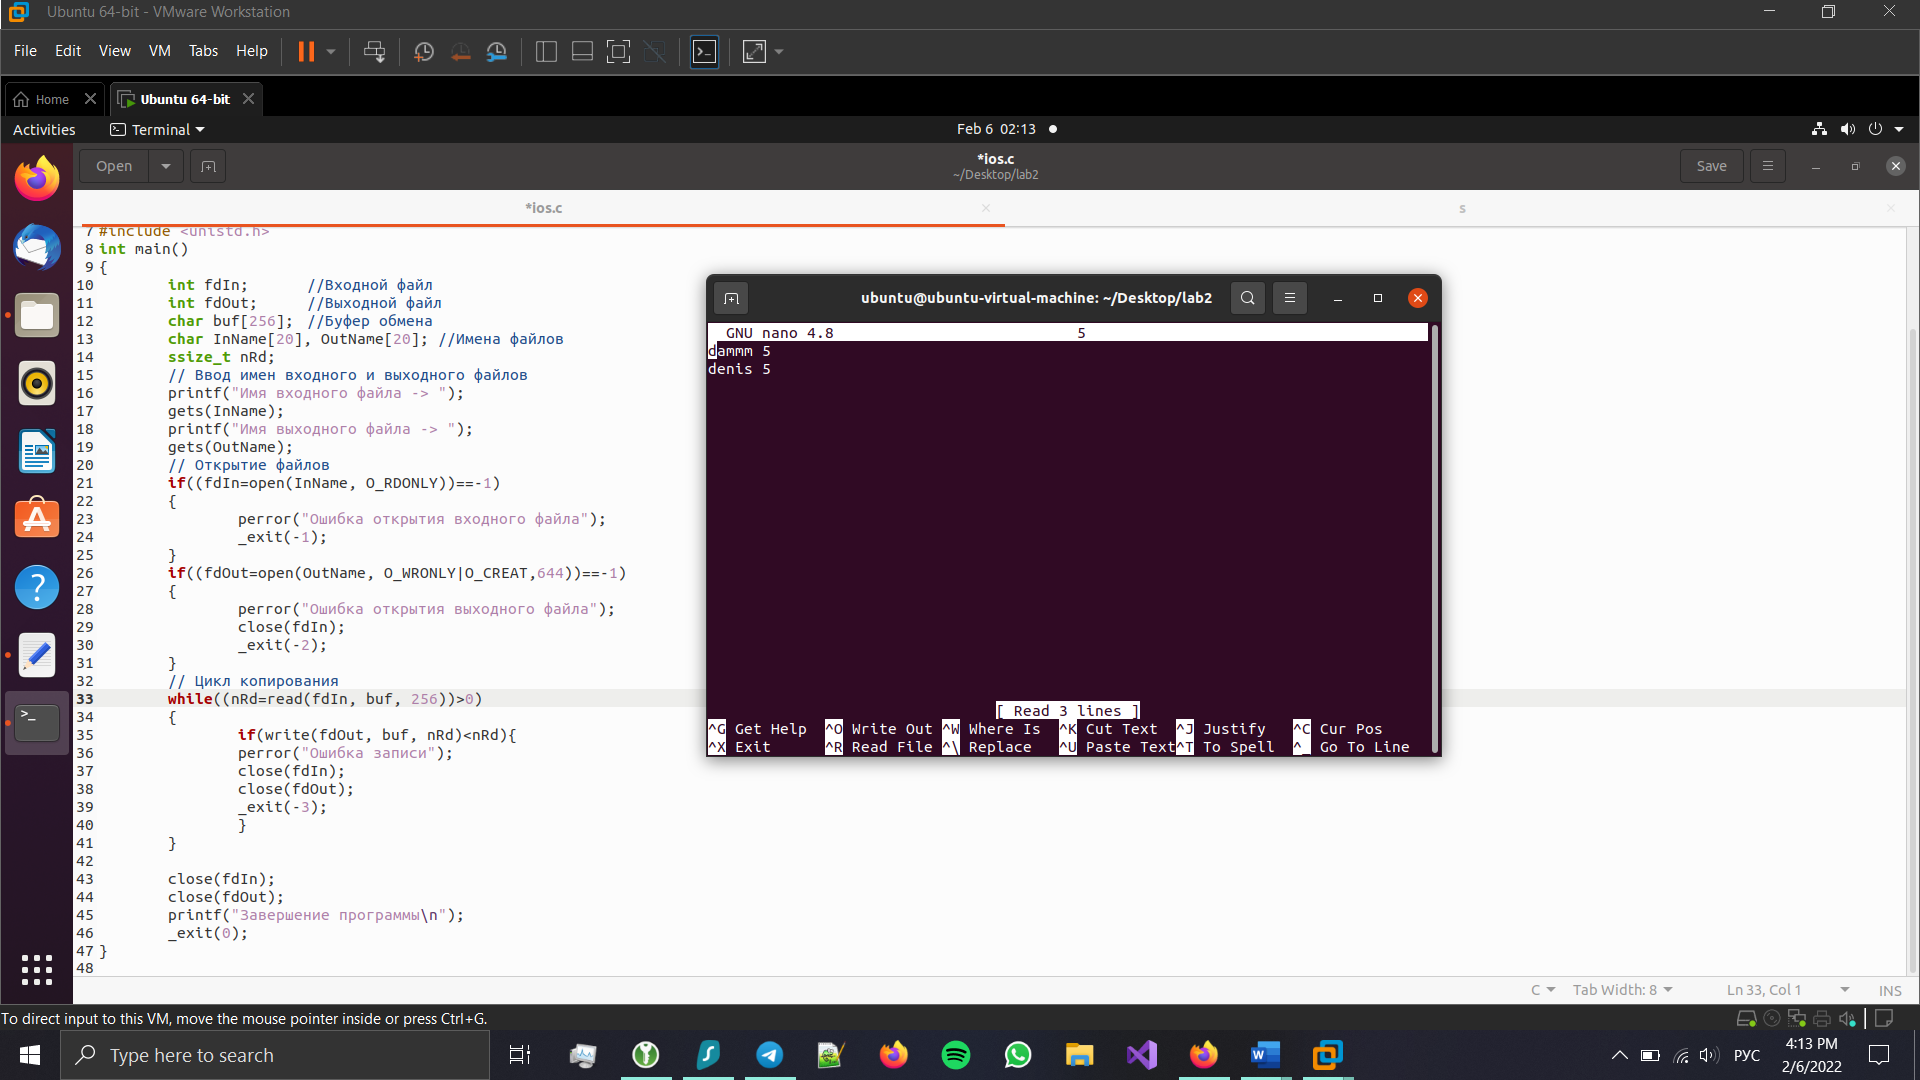 Ubuntu 64-bit - VMware Workstation
File Edit View VM Tabs Help
Home Ubuntu 64-bit
Activities Terminal Feb 6 02:13
Open *ios.c Save
~/Desktop/lab2
*ios.c s
7 #include <unistd.h>
8 int main()
9 {
10 int fdIn; //Входной файл
11 int fdOut; //Выходной файл
12 char buf[256]; //Буфер обмена
13 char InName[20], OutName[20]; //Имена файлов
14 ssize_t nRd;
15 // Ввод имен входного и выходного файлов
16 printf("Имя входного файла -> ");
17 gets(InName);
18 printf("Имя выходного файла -> ");
19 gets(OutName);
20 // Открытие файлов
21 if((fdIn=open(InName, O_RDONLY))==-1)
22 {
23 perror("Ошибка открытия входного файла");
24 _exit(-1);
25 }
26 if((fdOut=open(OutName, O_WRONLY|O_CREAT,644))==-1)
27 {
28 perror("Ошибка открытия выходного файла");
29 close(fdIn);
30 _exit(-2);
31 }
32 // Цикл копирования
33 while((nRd=read(fdIn, buf, 256))>0)
34 {
35 if(write(fdOut, buf, nRd)<nRd){
36 perror("Ошибка записи");
37 close(fdIn);
38 close(fdOut);
39 _exit(-3);
40 }
41 }
42
43 close(fdIn);
44 close(fdOut);
45 printf("Завершение программы\n");
46 _exit(0);
47 }
48
ubuntu@ubuntu-virtual-machine: ~/Desktop/lab2
GNU nano 4.8 5
dammm 5
denis 5
[ Read 3 lines ]
^G Get Help ^O Write Out ^W Where Is ^K Cut Text ^J Justify ^C Cur Pos
^X Exit ^R Read File ^\ Replace ^U Paste Text ^T To Spell ^_ Go To Line
C Tab Width: 8 Ln 33, Col 1 INS
To direct input to this VM, move the mouse pointer inside or press Ctrl+G.
Type here to search
РУС
4:13 PM
2/6/2022